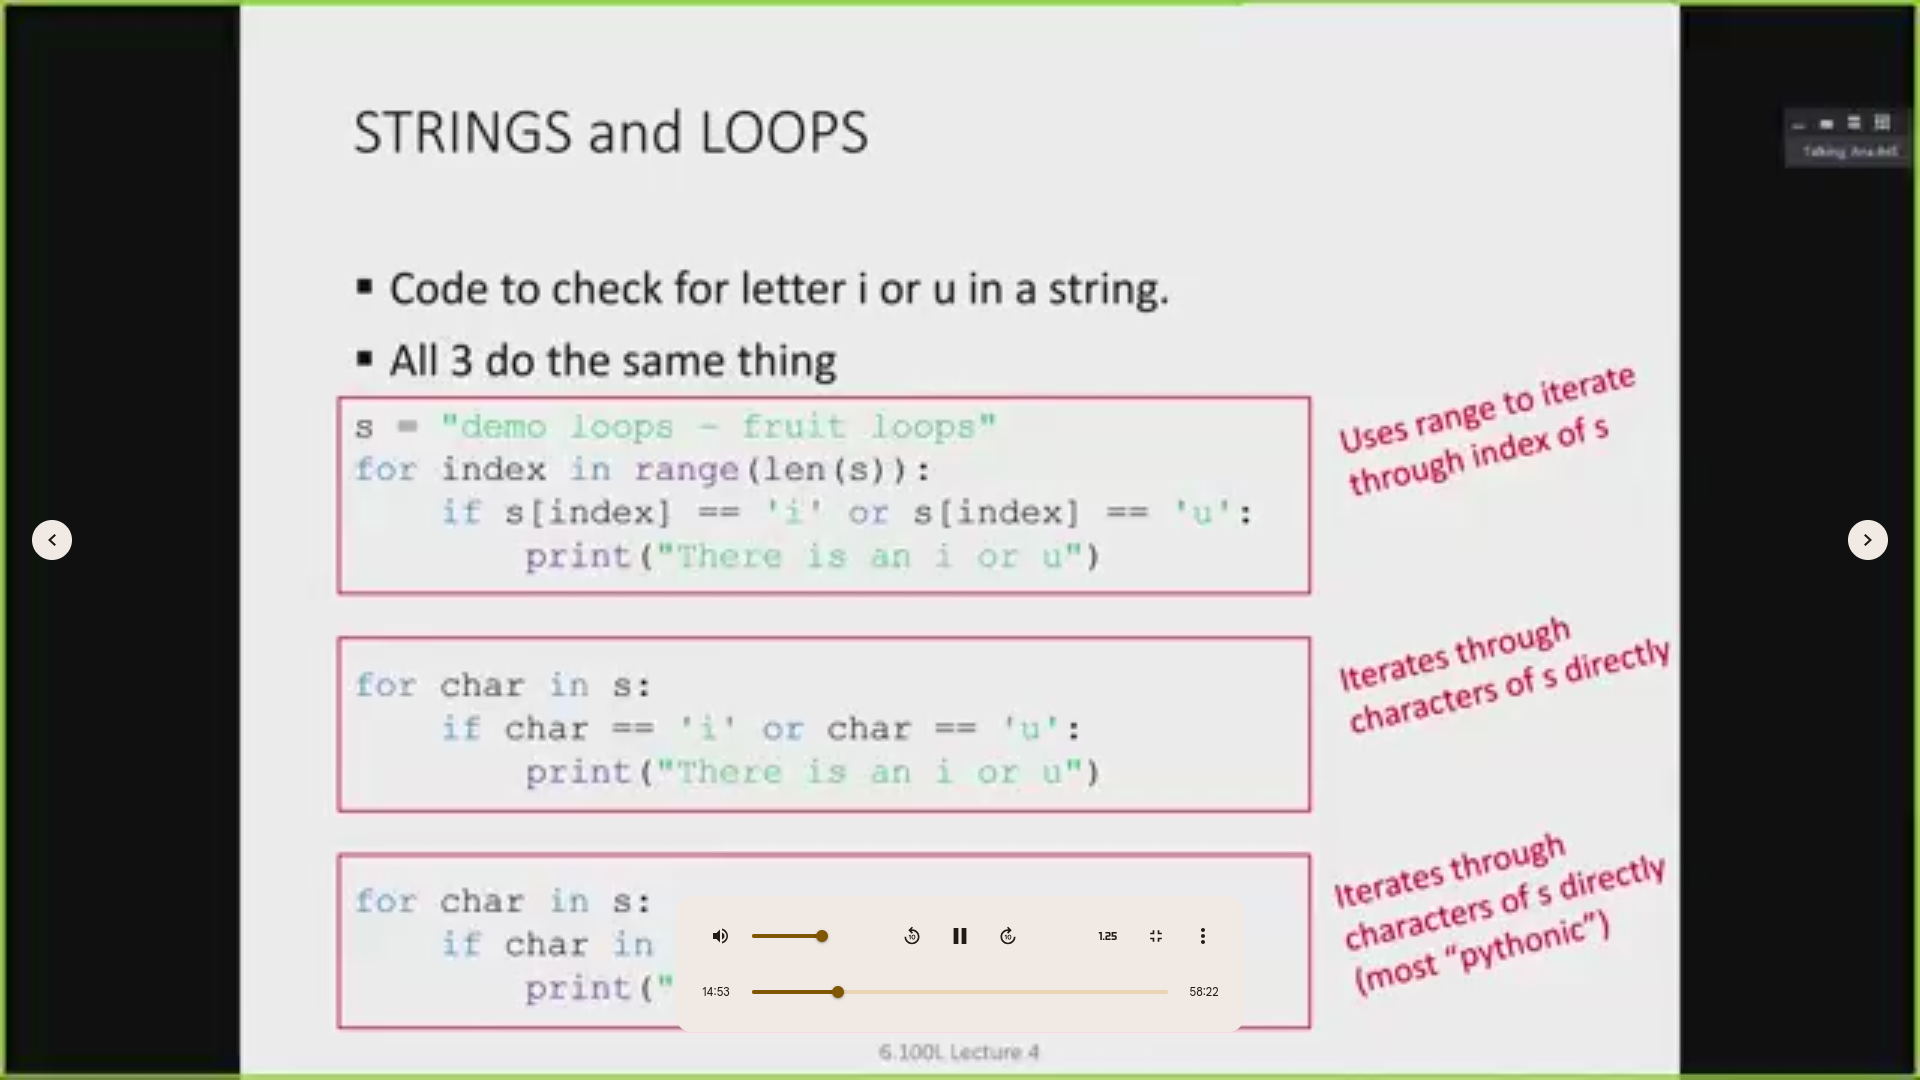 STRINGS and LOOPS
▪ Code to check for letter i or u in a string.
▪ All 3 do the same thing
s = "demo loops - fruit loops"
for index in range(len(s)):
    if s[index] == 'i' or s[index] == 'u':
        print("There is an i or u")
Uses range to iterate
through index of s
for char in s:
    if char == 'i' or char == 'u':
        print("There is an i or u")
Iterates through
characters of s directly
for char in s:
    if char in
        print("
Iterates through
characters of s directly
(most "pythonic")
10
10
1.25
14:53
58:22
6.100L Lecture 4
Talking: